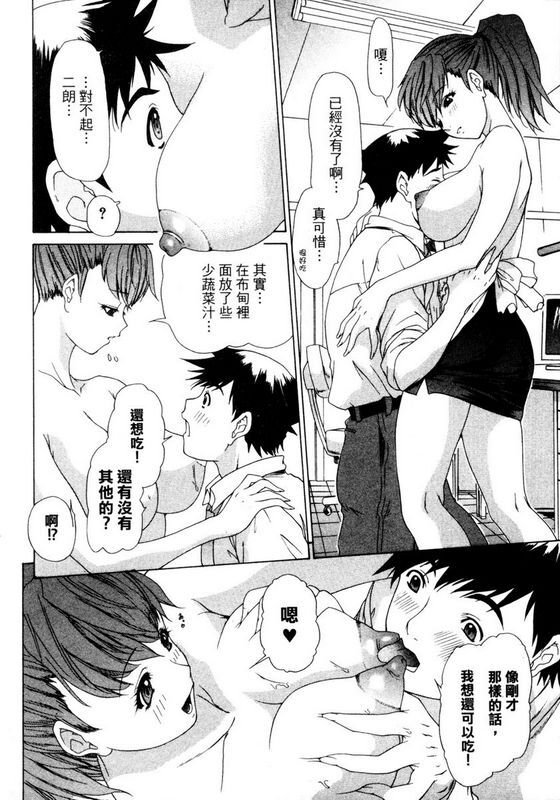 嗄…
已經沒有了啊…
真可惜…
很好吃
…對不起…
二朗…
?
其實…
在布甸裡
面放了些
少蔬菜汁…
還想吃！
還有沒有
其他的？
啊!?
嗯
♥
像剛才
那樣的話，
我想還可以吃！